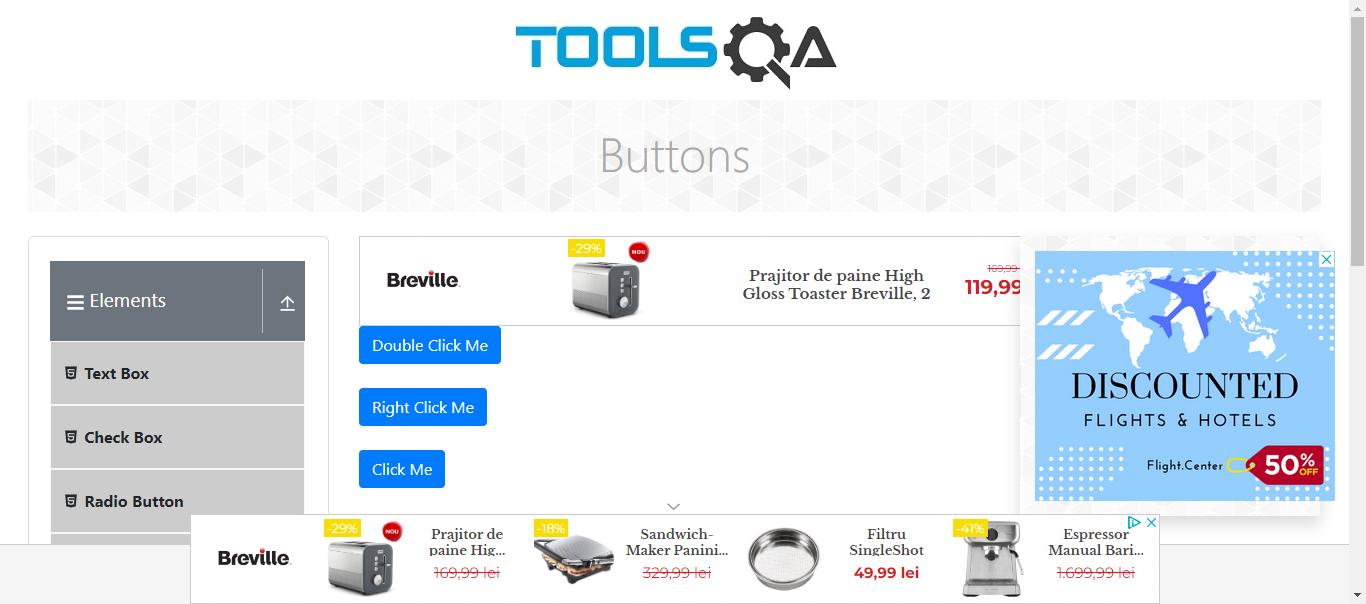 TOOLSQA
Buttons
Elements
Text Box
Check Box
Radio Button
Breville
-29%
NOU
Prajitor de paine High
Gloss Toaster Breville, 2
169,99
119,99
Double Click Me
Right Click Me
Click Me
DISCOUNTED
FLIGHTS & HOTELS
Flight.Center
50%
OFF
Breville
-29%
NOU
Prajitor de
paine Hig...
169,99 lei
-18%
Sandwich-
Maker Panini...
329,99 lei
Filtru
SingleShot
49,99 lei
-41%
Espressor
Manual Bari...
1.699,99 lei